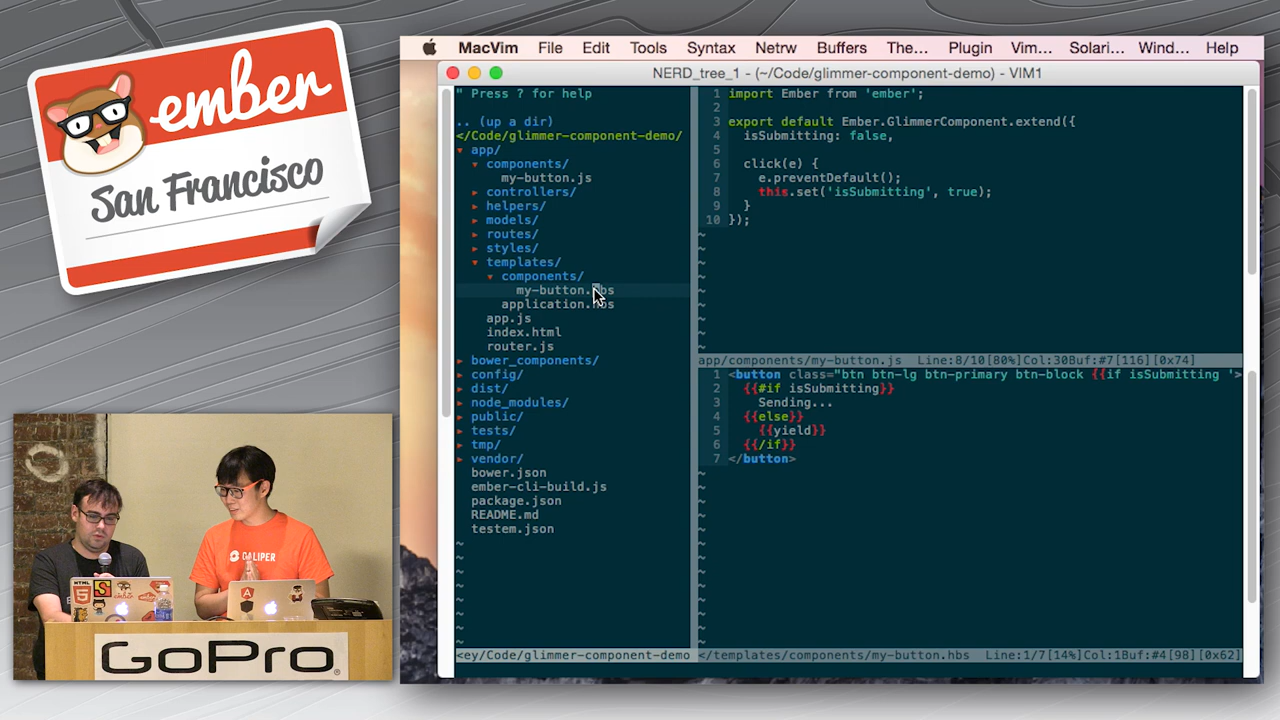 ember
San Francisco
MacVim File Edit Tools Syntax Netrw Buffers The... Plugin Vim... Solari... Wind... Help
NERD_tree_1 - (~/Code/glimmer-component-demo) - VIM1
" Press ? for help
.. (up a dir)
</Code/glimmer-component-demo/
▾ app/
▾ components/
my-button.js
▸ controllers/
▸ helpers/
▸ models/
▸ routes/
▸ styles/
▾ templates/
▾ components/
my-button.hbs
application.hbs
app.js
index.html
router.js
▸ bower_components/
▸ config/
▸ dist/
▸ node_modules/
▸ public/
▸ tests/
▸ tmp/
▸ vendor/
bower.json
ember-cli-build.js
package.json
README.md
testem.json
<ey/Code/glimmer-component-demo
1 import Ember from 'ember';
2
3 export default Ember.GlimmerComponent.extend({
4 isSubmitting: false,
5
6 click(e) {
7 e.preventDefault();
8 this.set('isSubmitting', true);
9 }
10 });
app/components/my-button.js Line:8/10[80%]Col:30Buf:#7[116][0x74]
1 <button class="btn btn-lg btn-primary btn-block {{if isSubmitting '>
2 {{#if isSubmitting}}
3 Sending...
4 {{else}}
5 {{yield}}
6 {{/if}}
7 </button>
</templates/components/my-button.hbs Line:1/7[14%]Col:1Buf:#4[98][0x62]
HTML
5
GoPro